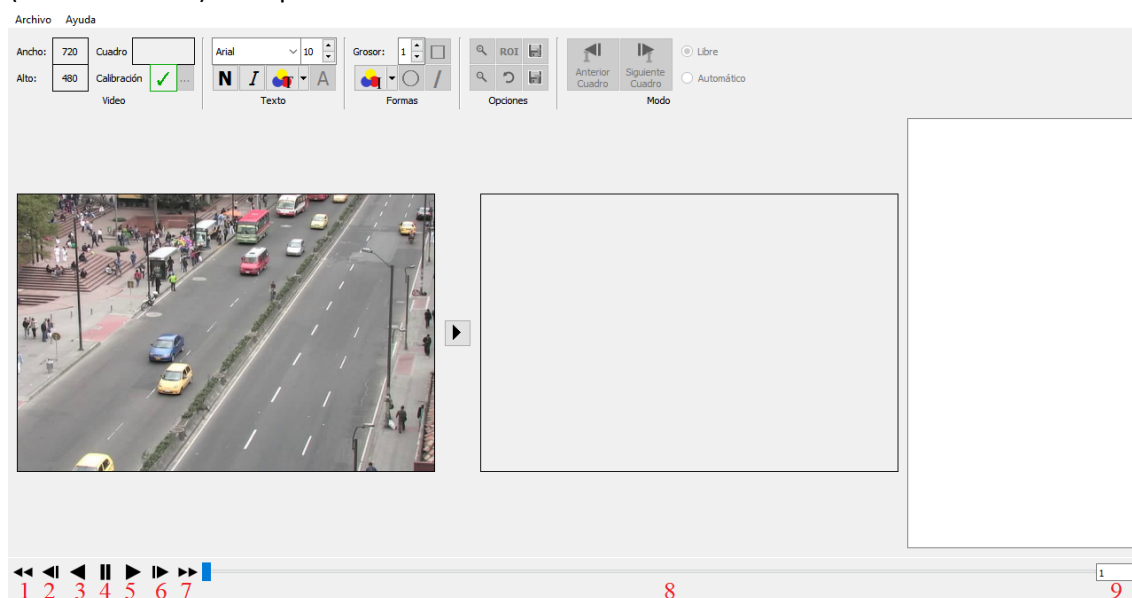 Archivo Ayuda
Ancho: 720 Cuadro Arial 10 Grosor: 1 ROI Libre
Alto: 480 Calibración ... N I T A I Anterior Cuadro Siguiente Cuadro Automático
Video Texto Formas Opciones Modo
1
1 2 3 4 5 6 7 8 9